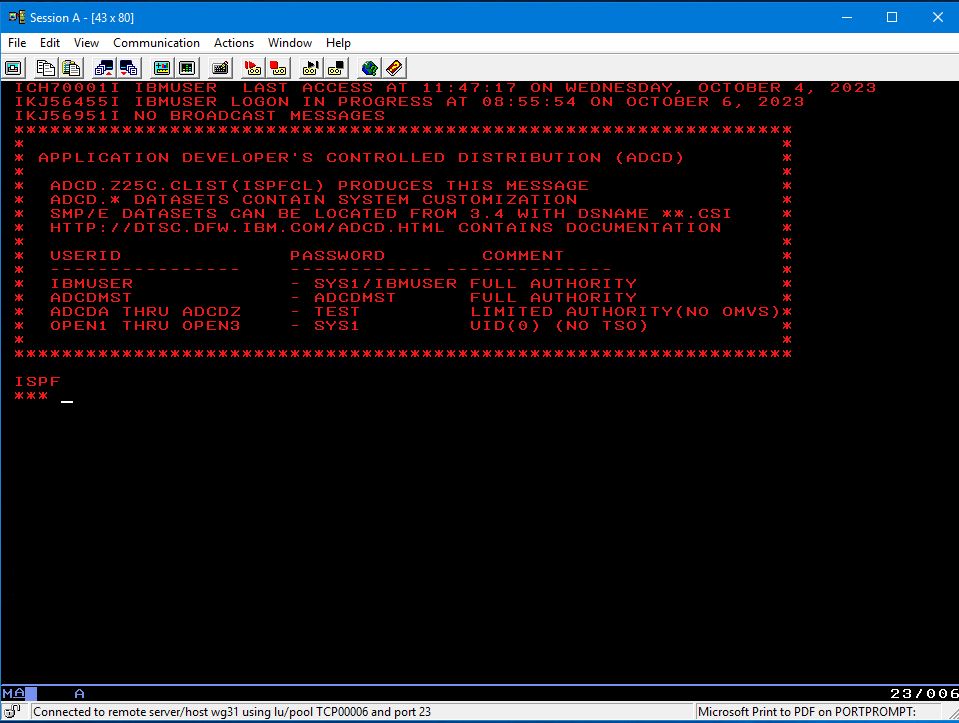 Session A - [43 x 80]
File Edit View Communication Actions Window Help
ICH70001I IBMUSER  LAST ACCESS AT 11:47:17 ON WEDNESDAY, OCTOBER 4, 2023
IKJ56455I IBMUSER LOGON IN PROGRESS AT 08:55:54 ON OCTOBER 6, 2023
IKJ56951I NO BROADCAST MESSAGES
*****************************************************************
*                                                               *
* APPLICATION DEVELOPER'S CONTROLLED DISTRIBUTION (ADCD)        *
*                                                               *
*  ADCD.Z25C.CLIST(ISPFCL) PRODUCES THIS MESSAGE                *
*  ADCD.* DATASETS CONTAIN SYSTEM CUSTOMIZATION                 *
*  SMP/E DATASETS CAN BE LOCATED FROM 3.4 WITH DSNAME **.CSI    *
*  HTTP://DTSC.DFW.IBM.COM/ADCD.HTML CONTAINS DOCUMENTATION     *
*                                                               *
*  USERID              PASSWORD        COMMENT                  *
*  ----------------    ------------ --------------              *
*  IBMUSER             - SYS1/IBMUSER FULL AUTHORITY            *
*  ADCDMST             - ADCDMST      FULL AUTHORITY            *
*  ADCDA THRU ADCDZ    - TEST         LIMITED AUTHORITY(NO OMVS)*
*  OPEN1 THRU OPEN3    - SYS1         UID(0) (NO TSO)           *
*                                                               *
*****************************************************************
ISPF
*** _
MA A 23/006
Connected to remote server/host wg31 using lu/pool TCP00006 and port 23 Microsoft Print to PDF on PORTPROMPT: